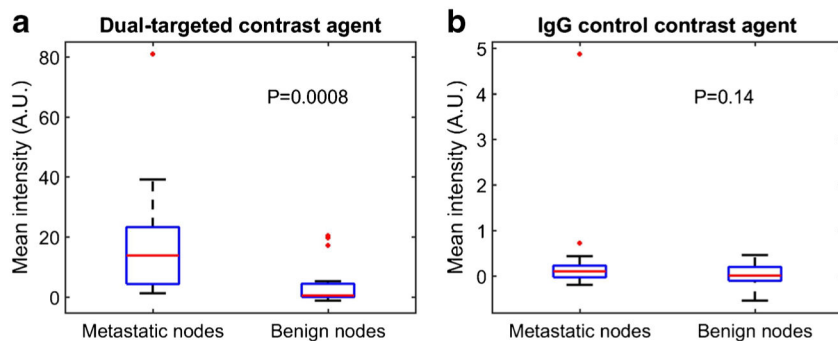 a
Dual-targeted contrast agent
Mean intensity (A.U.)
80
60
40
20
0
P=0.0008
Metastatic nodes
Benign nodes
b
IgG control contrast agent
Mean intensity (A.U.)
5
4
3
2
1
0
P=0.14
Metastatic nodes
Benign nodes